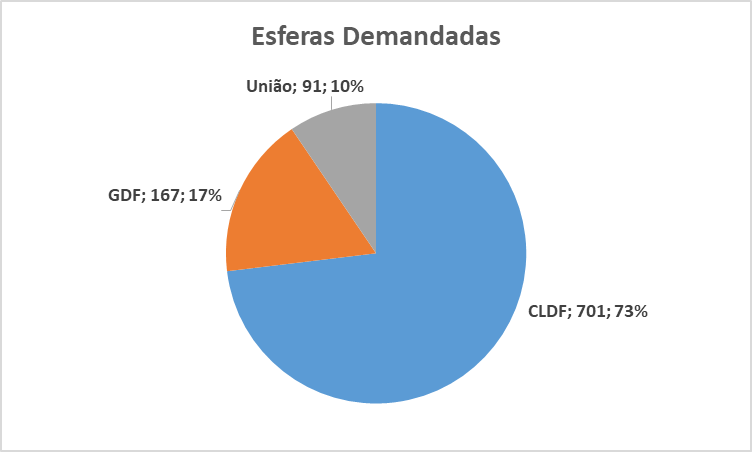 Esferas Demandadas
União; 91; 10%
GDF; 167; 17%
CLDF; 701; 73%